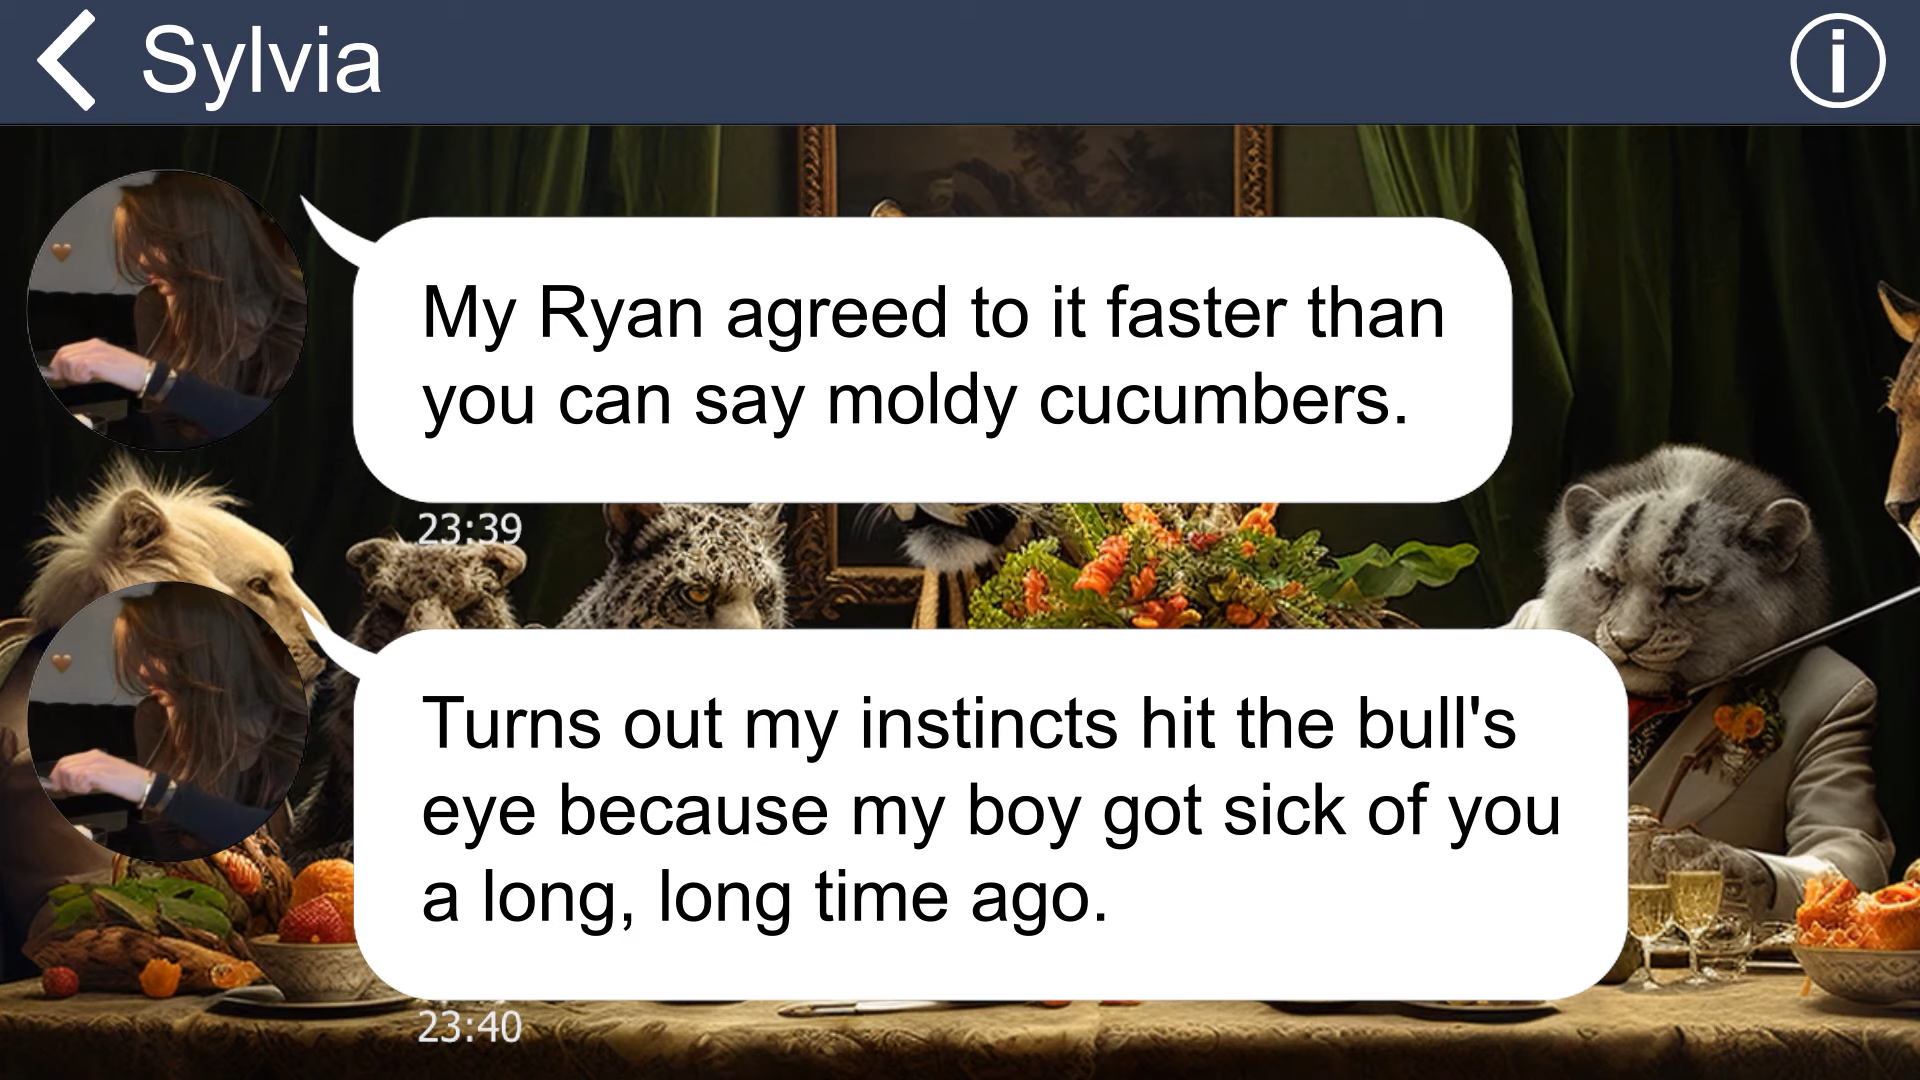 Sylvia
My Ryan agreed to it faster than
you can say moldy cucumbers.
23:39
Turns out my instincts hit the bull's
eye because my boy got sick of you
a long, long time ago.
23:40